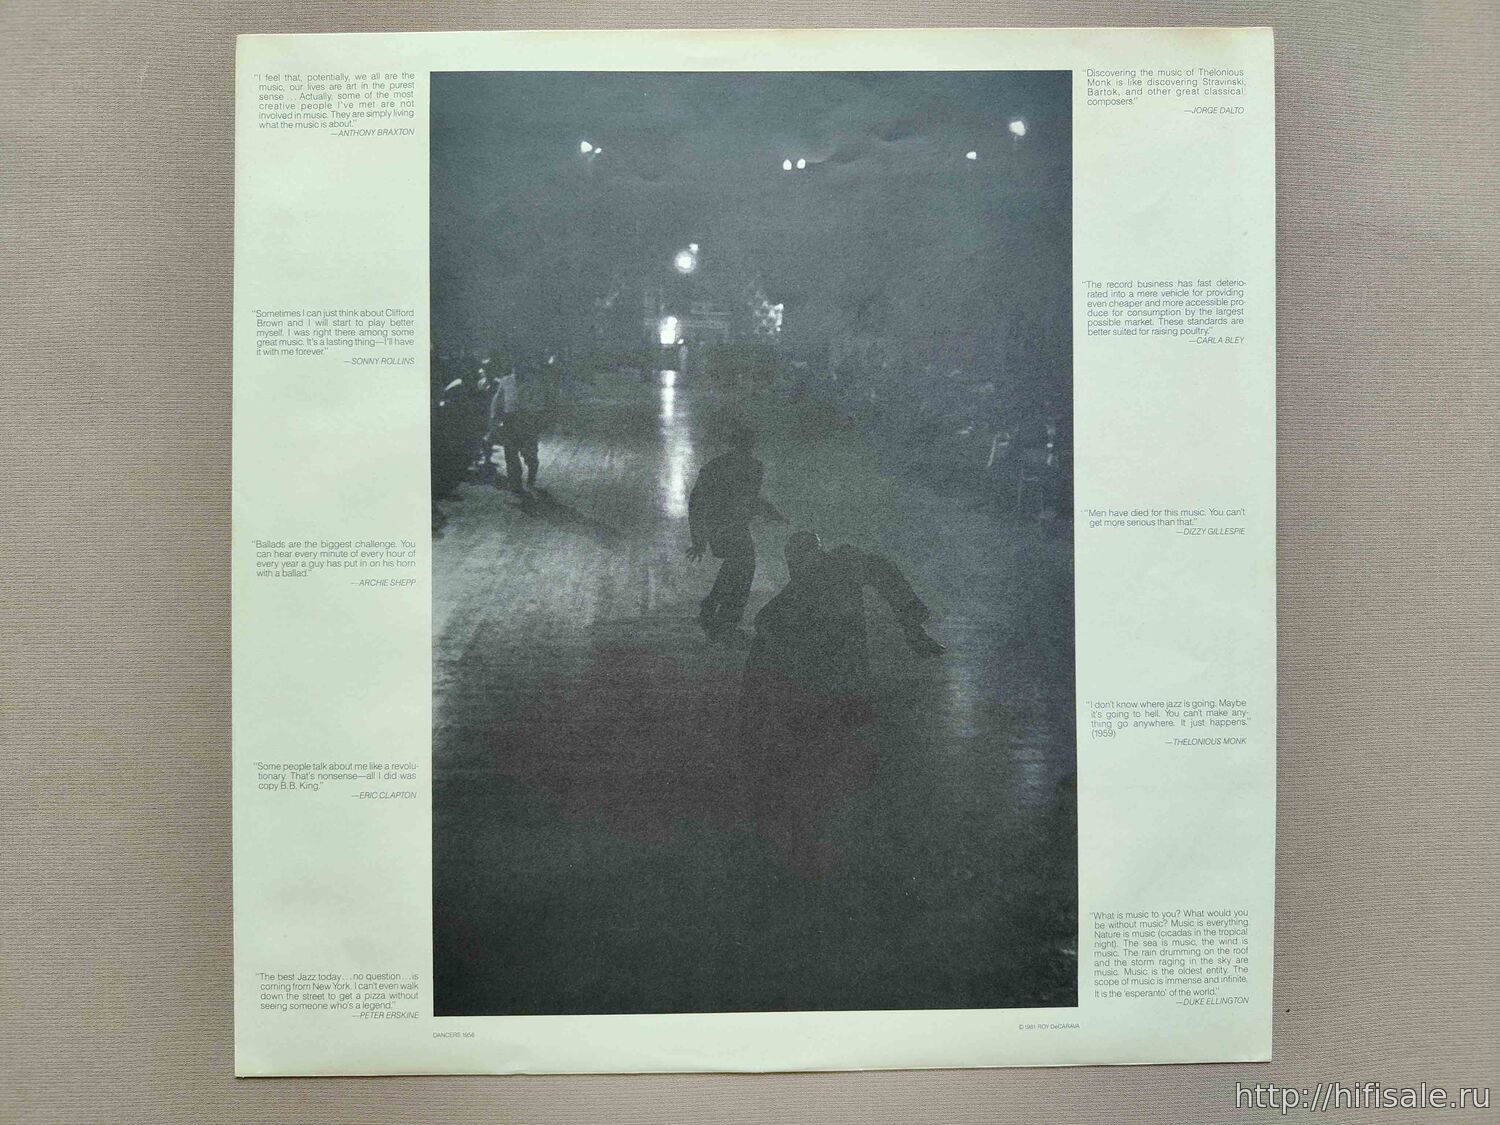 "I feel that, potentially, we all are the
music, our lives are art in the purest
sense ... Actually, some of the most
creative people I've met are not
involved in music. They are simply living
what the music is about."
—ANTHONY BRAXTON
"Sometimes I can just think about Clifford
Brown and I will start to play better
myself. I was right there among some
great music. It's a lasting thing—I'll have
it with me forever."
—SONNY ROLLINS
"Ballads are the biggest challenge. You
can hear every minute of every hour of
every year a guy has put in on his horn
with a ballad."
—ARCHIE SHEPP
"Some people talk about me like a revolu-
tionary. That's nonsense—all I did was
copy B.B. King."
—ERIC CLAPTON
"The best Jazz today...no question...is
coming from New York. I can't even walk
down the street to get a pizza without
seeing someone who's a legend."
—PETER ERSKINE
"Discovering the music of Thelonious
Monk is like discovering Stravinski,
Bartok, and other great classical
composers."
—JORGE DALTO
"The record business has fast deterio-
rated into a mere vehicle for providing
even cheaper and more accessible pro-
duce for consumption by the largest
possible market. These standards are
better suited for raising poultry."
—CARLA BLEY
"Men have died for this music. You can't
get more serious than that."
—DIZZY GILLESPIE
"I don't know where jazz is going. Maybe
it's going to hell. You can't make any-
thing go anywhere. It just happens."
(1959)
—THELONIOUS MONK
"What is music to you? What would you
be without music? Music is everything.
Nature is music (cicadas in the tropical
night). The sea is music, the wind is
music. The rain drumming on the roof
and the storm raging in the sky are
music. Music is the oldest entity. The
scope of music is immense and infinite.
It is the 'esperanto' of the world."
—DUKE ELLINGTON
DANCERS 1956
© 1981 ROY DeCARAVA
http://hifisale.ru